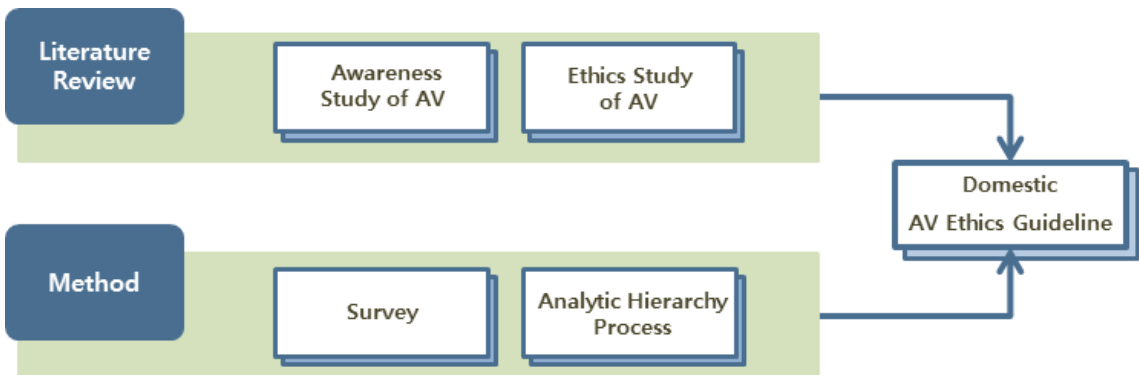 Literature
Review
Awareness
Study of AV
Ethics Study
of AV
Domestic
AV Ethics Guideline
Method
Survey
Analytic Hierarchy
Process